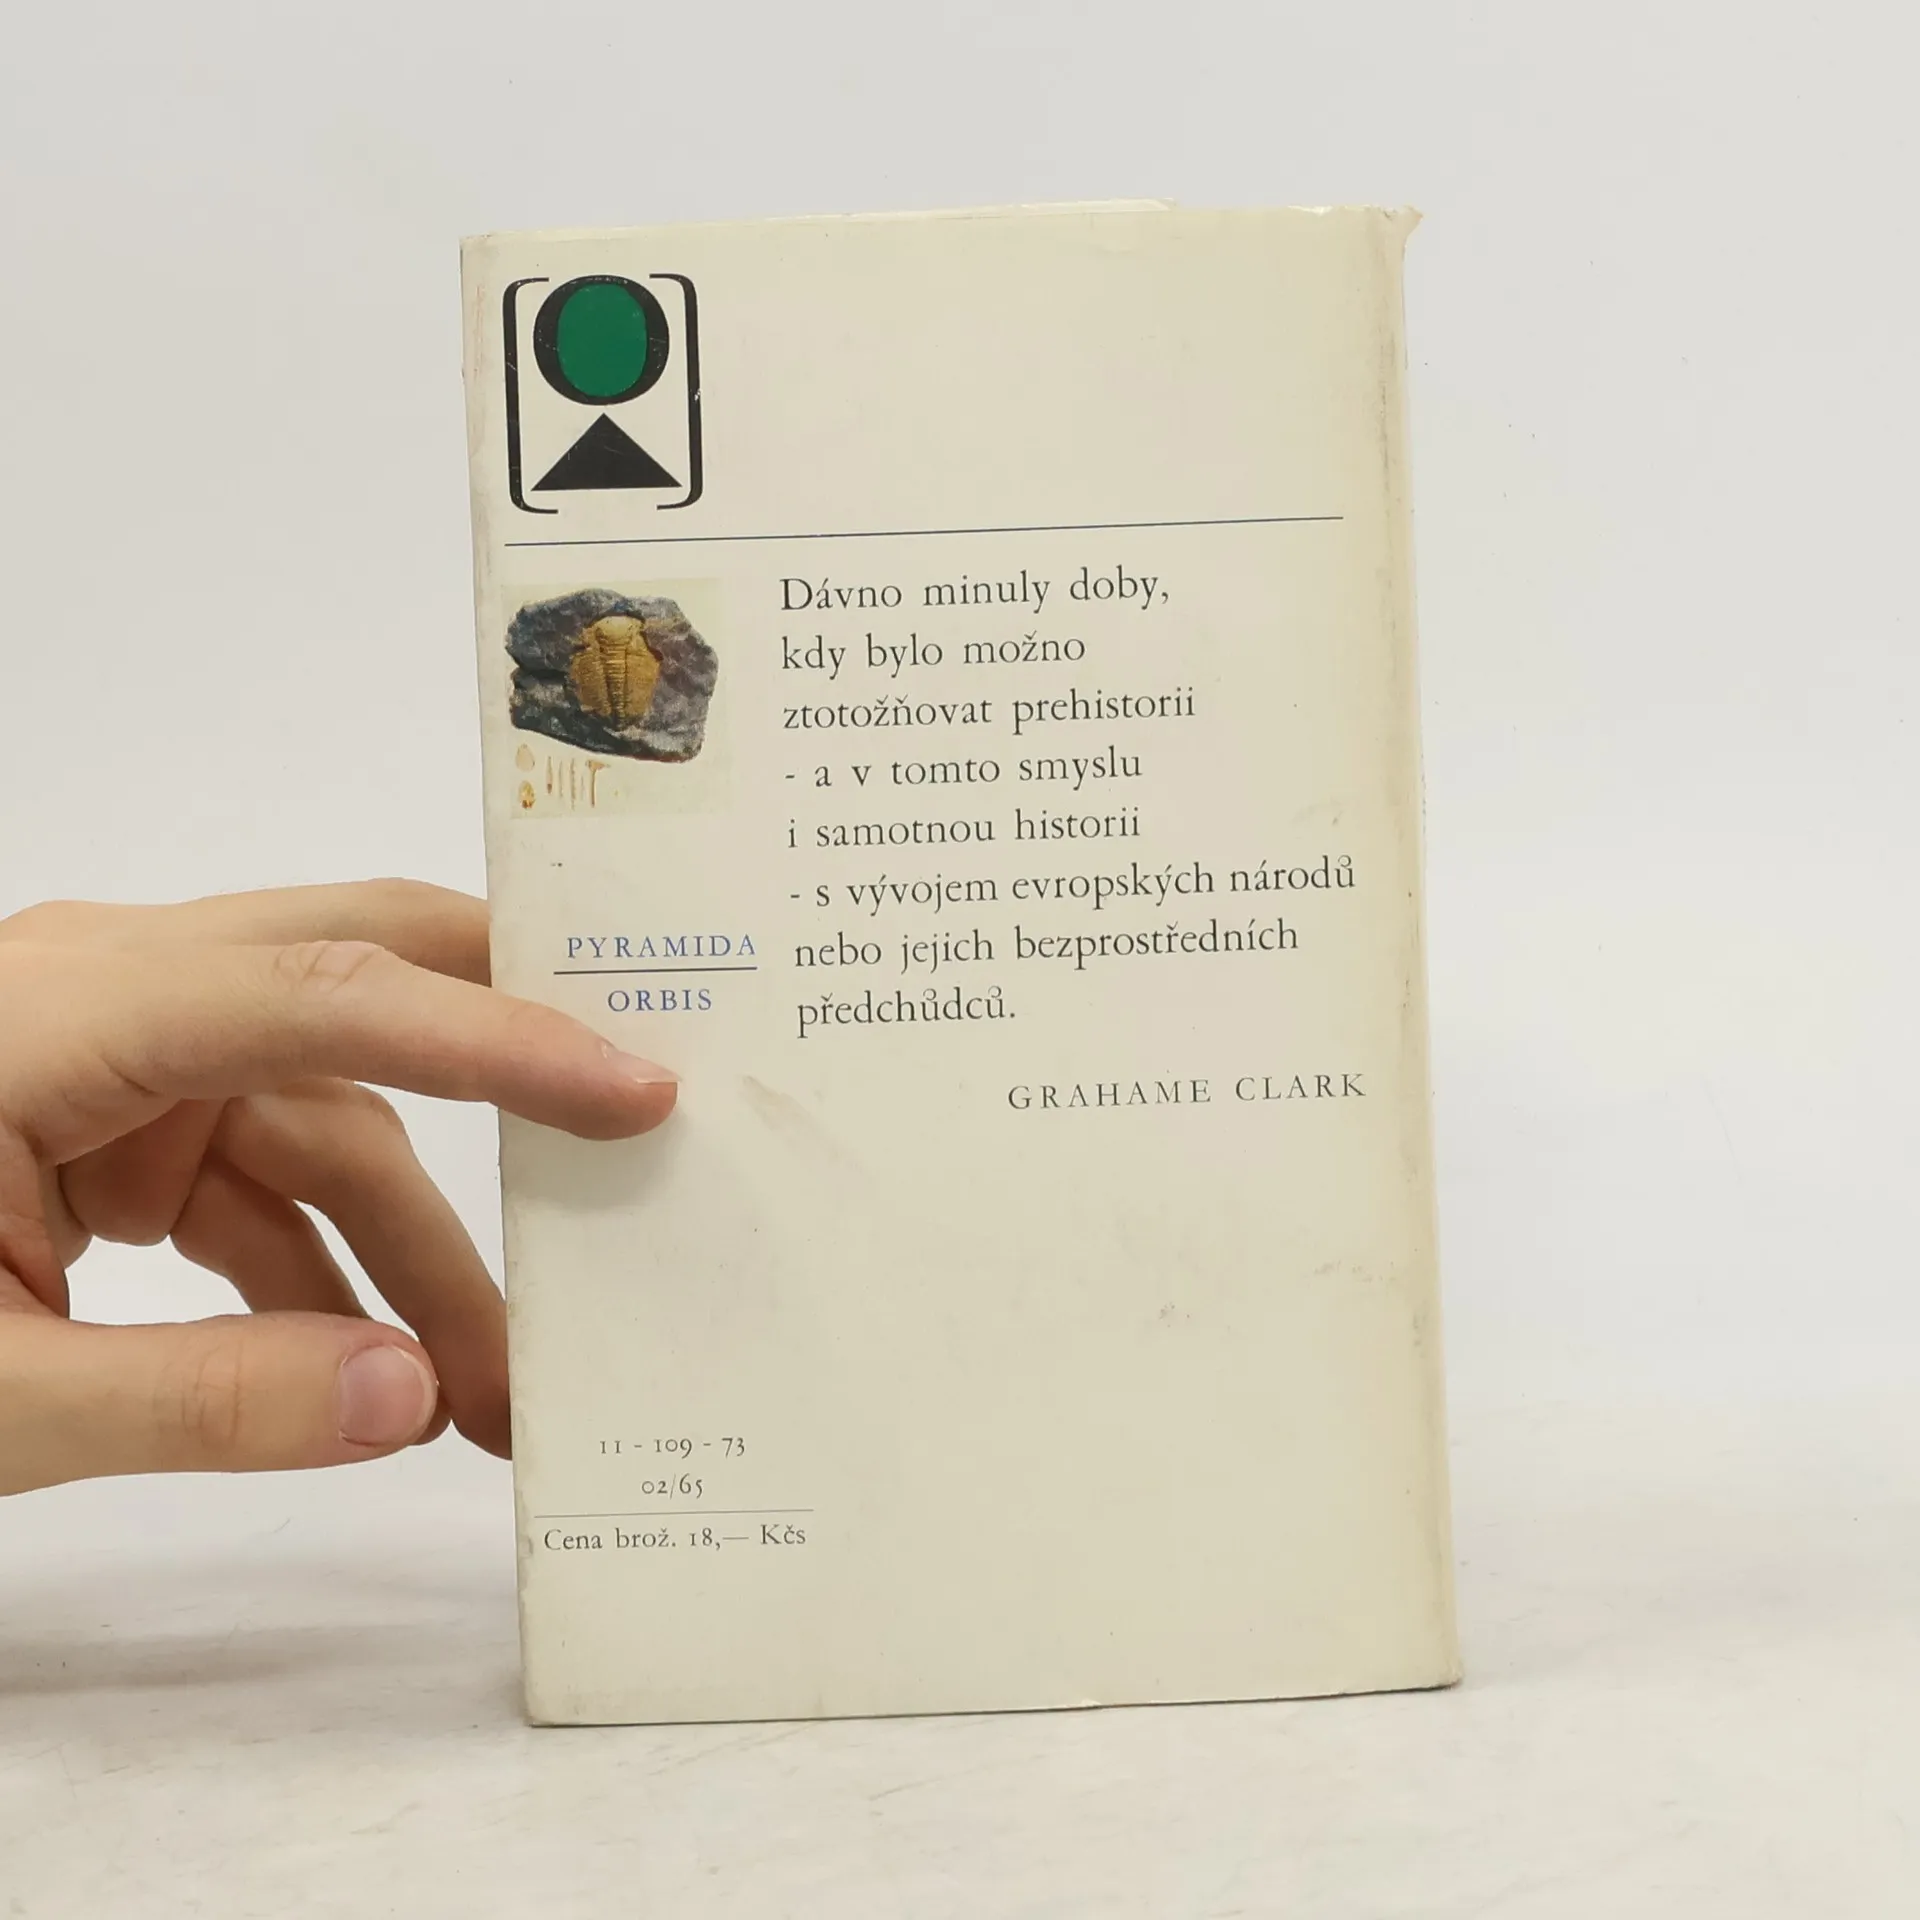 Dávno minuly doby,
kdy bylo možno
ztotožňovat prehistorii
- a v tomto smyslu
i samotnou historii
- s vývojem evropských národů
nebo jejich bezprostředních
předchůdců.
GRAHAME CLARK
PYRAMIDA
ORBIS
11 - 109 - 73
02/65
Cena brož. 18,— Kčs